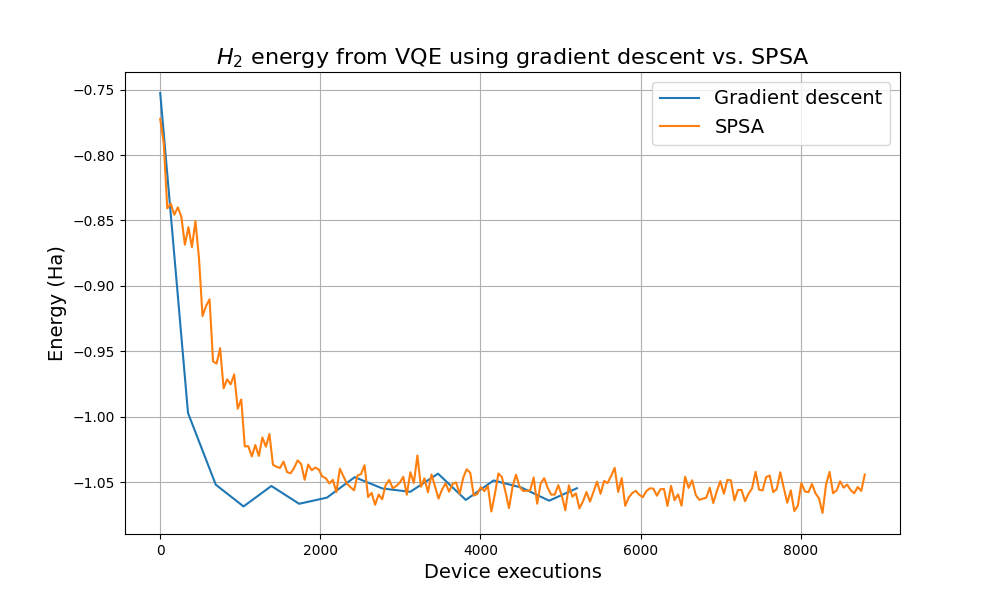 H₂ energy from VQE using gradient descent vs. SPSA
Gradient descent
SPSA
Energy (Ha)
−0.75
−0.80
−0.85
−0.90
−0.95
−1.00
−1.05
0 2000 4000 6000 8000
Device executions